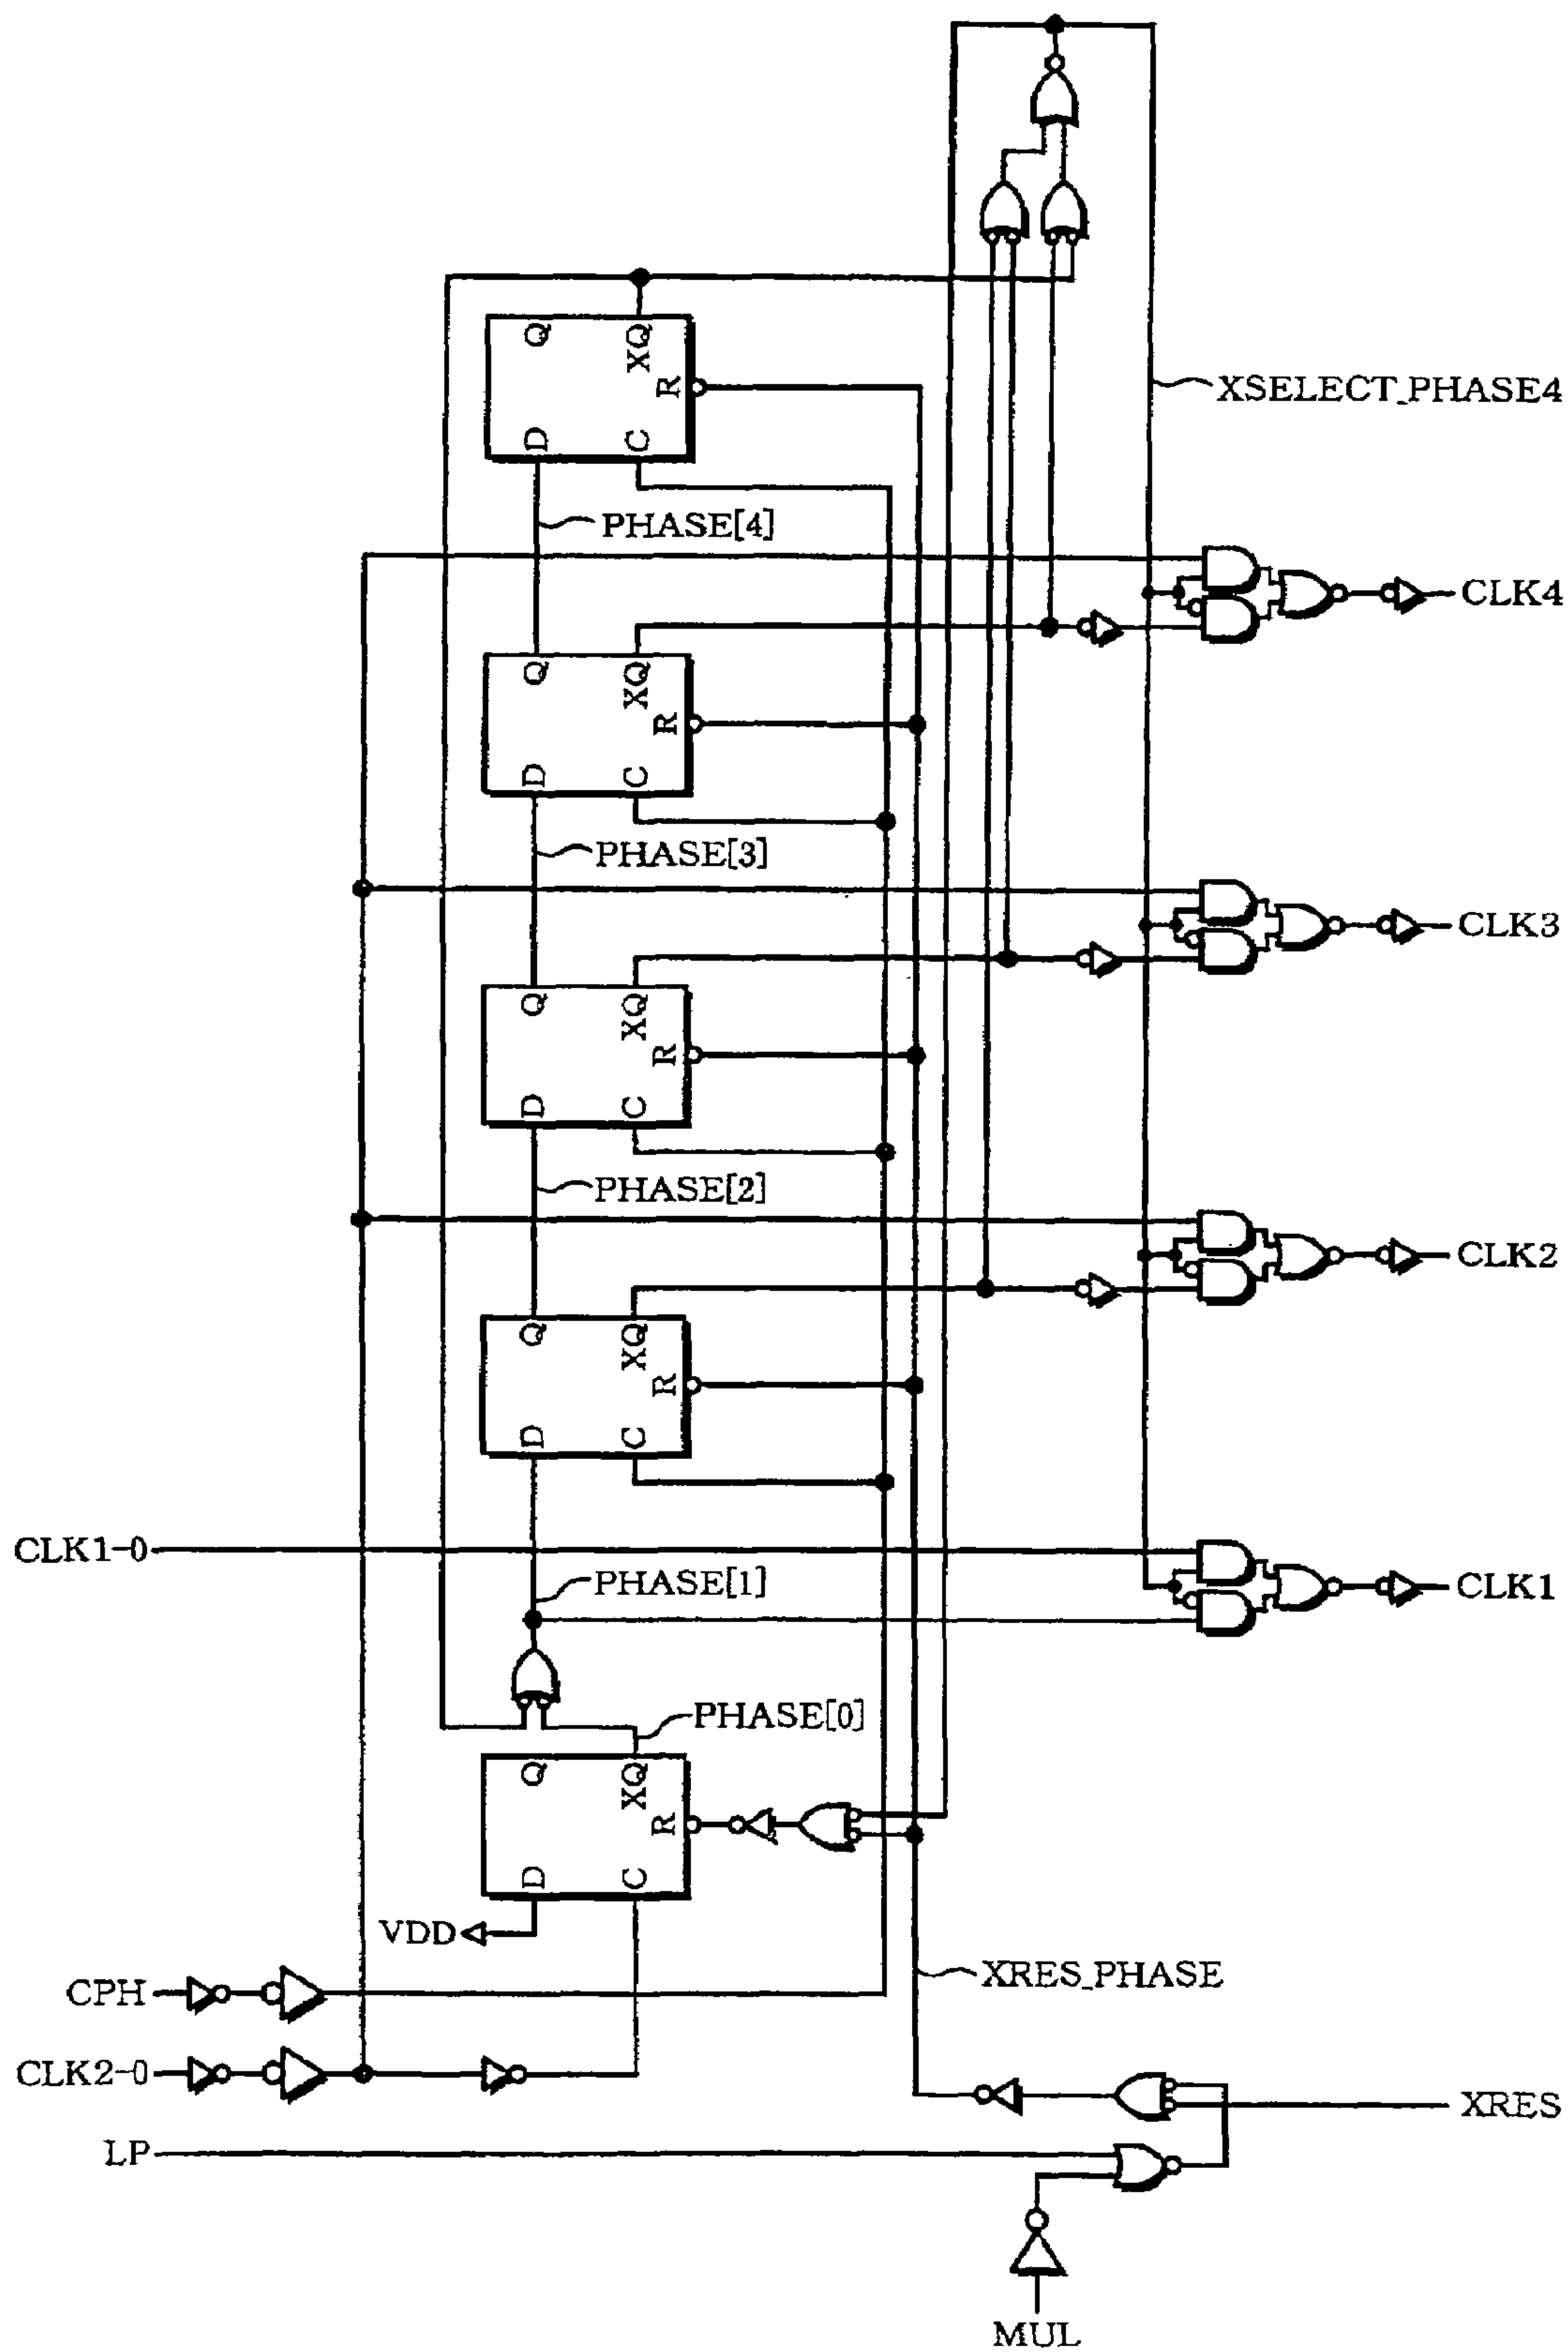 Q
XQ
R
D
C
XSELECT_PHASE4
PHASE[4]
CLK4
Q
XQ
R
D
C
PHASE[3]
CLK3
Q
XQ
R
D
C
PHASE[2]
CLK2
Q
XQ
R
D
C
CLK1-0
PHASE[1]
CLK1
PHASE[0]
Q
XQ
R
D
C
VDD
XRES_PHASE
CPH
CLK2-0
XRES
LP
MUL